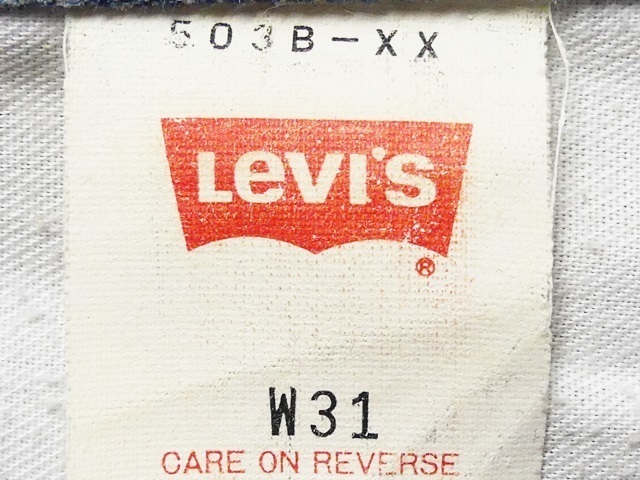 503B-XX
Levi's
®
W31
CARE ON REVERSE